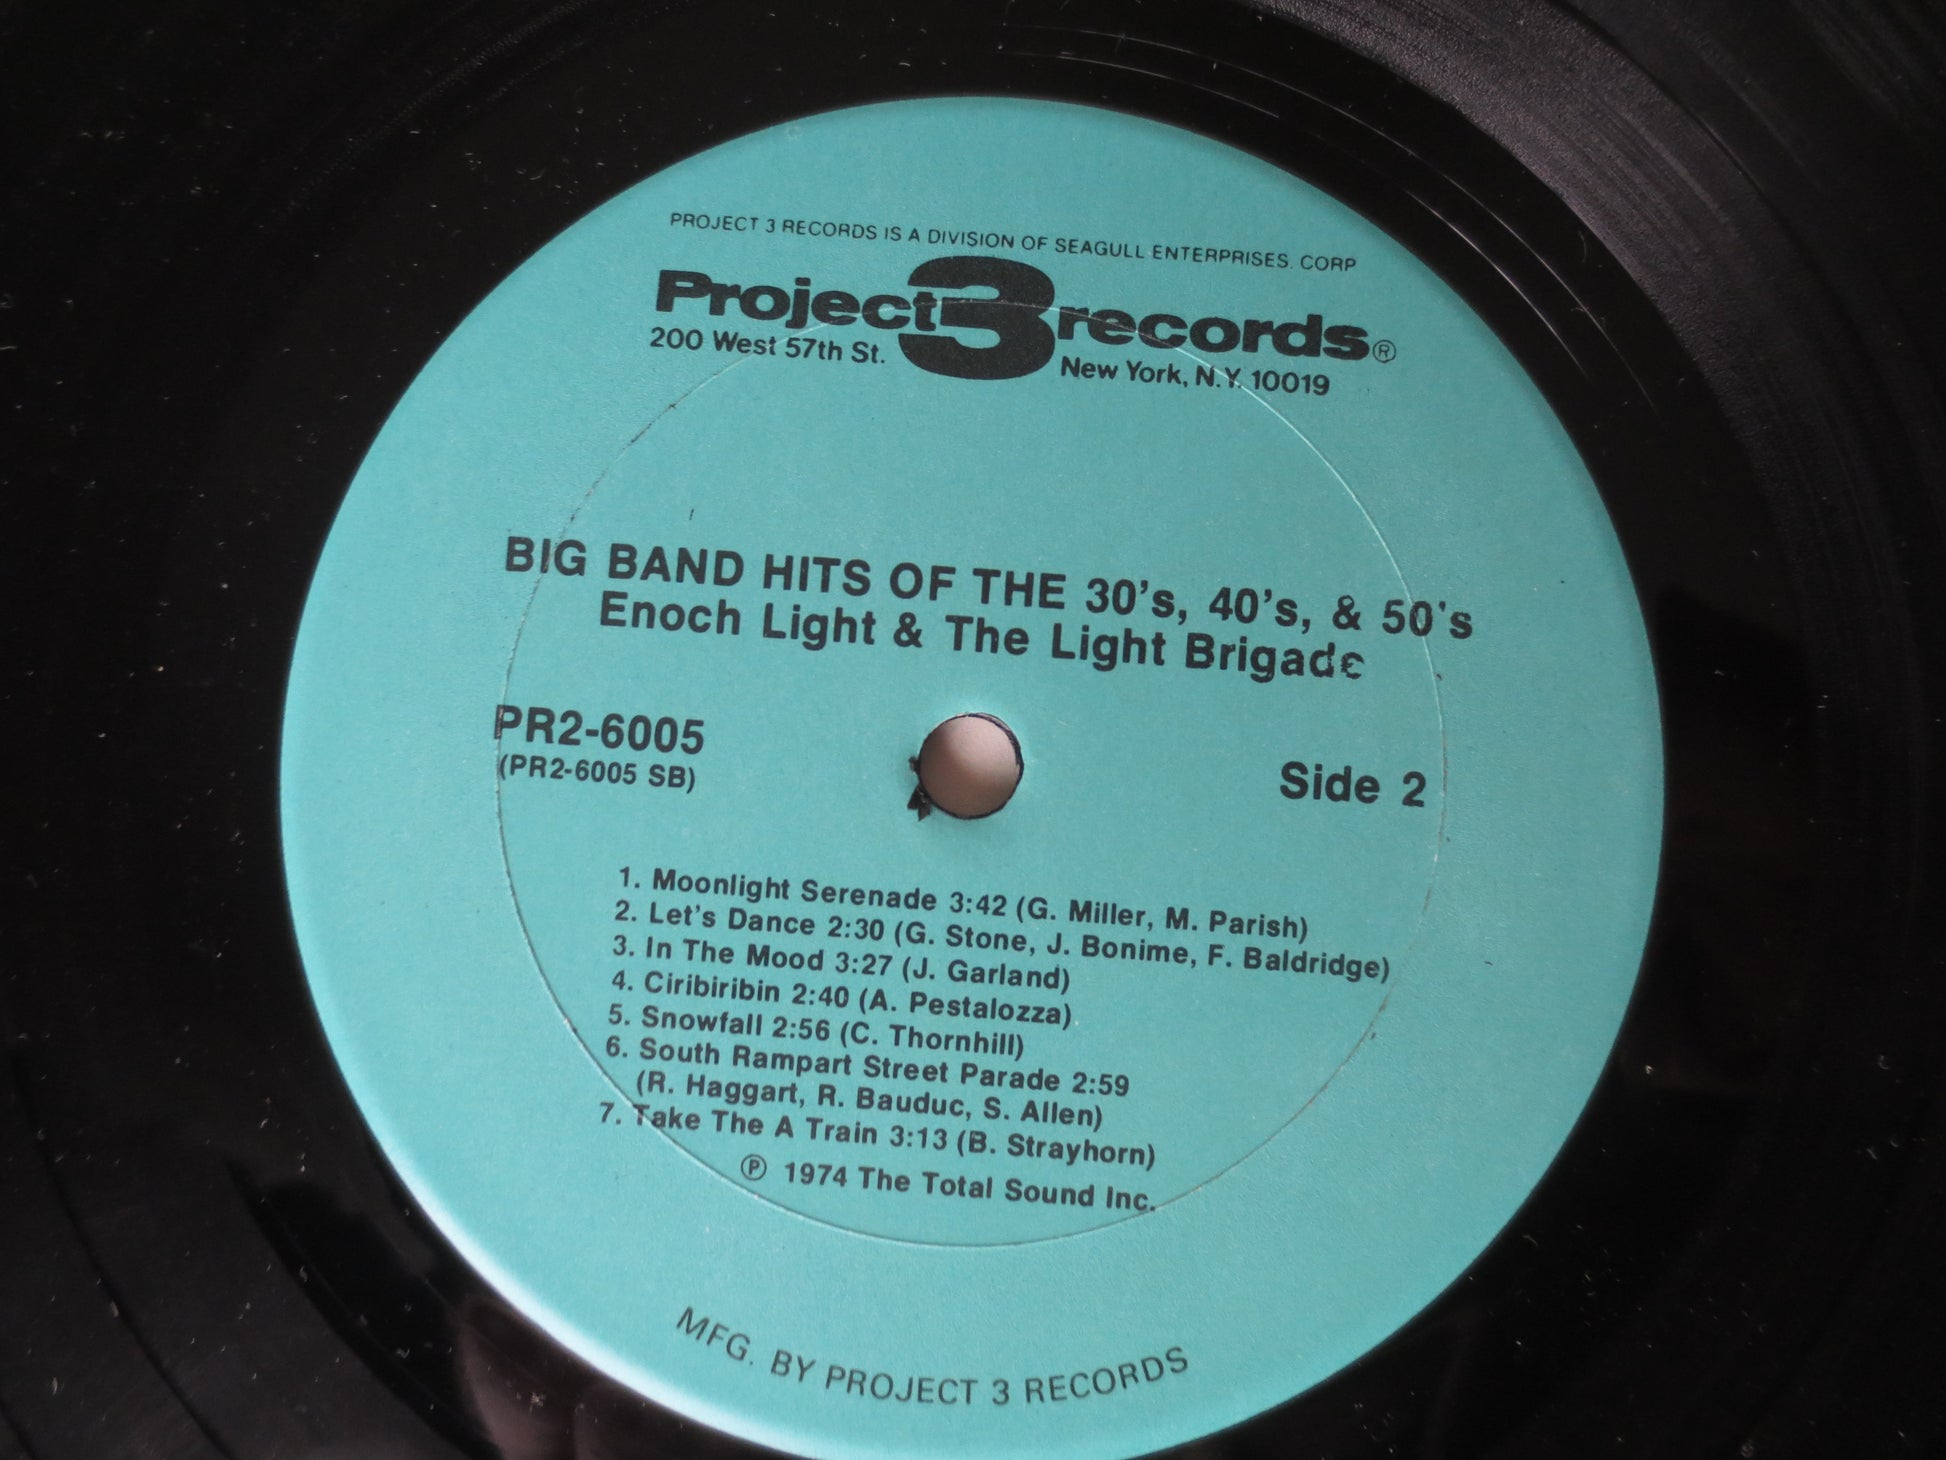 PROJECT 3 RECORDS IS A DIVISION OF SEAGULL ENTERPRISES. CORP
Project 3 records®
200 West 57th St. New York, N.Y. 10019
BIG BAND HITS OF THE 30's, 40's, & 50's
Enoch Light & The Light Brigade
PR2-6005
(PR2-6005 SB)
Side 2
1. Moonlight Serenade 3:42 (G. Miller, M. Parish)
2. Let's Dance 2:30 (G. Stone, J. Bonime, F. Baldridge)
3. In The Mood 3:27 (J. Garland)
4. Ciribiribin 2:40 (A. Pestalozza)
5. Snowfall 2:56 (C. Thornhill)
6. South Rampart Street Parade 2:59
(R. Haggart, R. Bauduc, S. Allen)
7. Take The A Train 3:13 (B. Strayhorn)
℗ 1974 The Total Sound Inc.
MFG. BY PROJECT 3 RECORDS